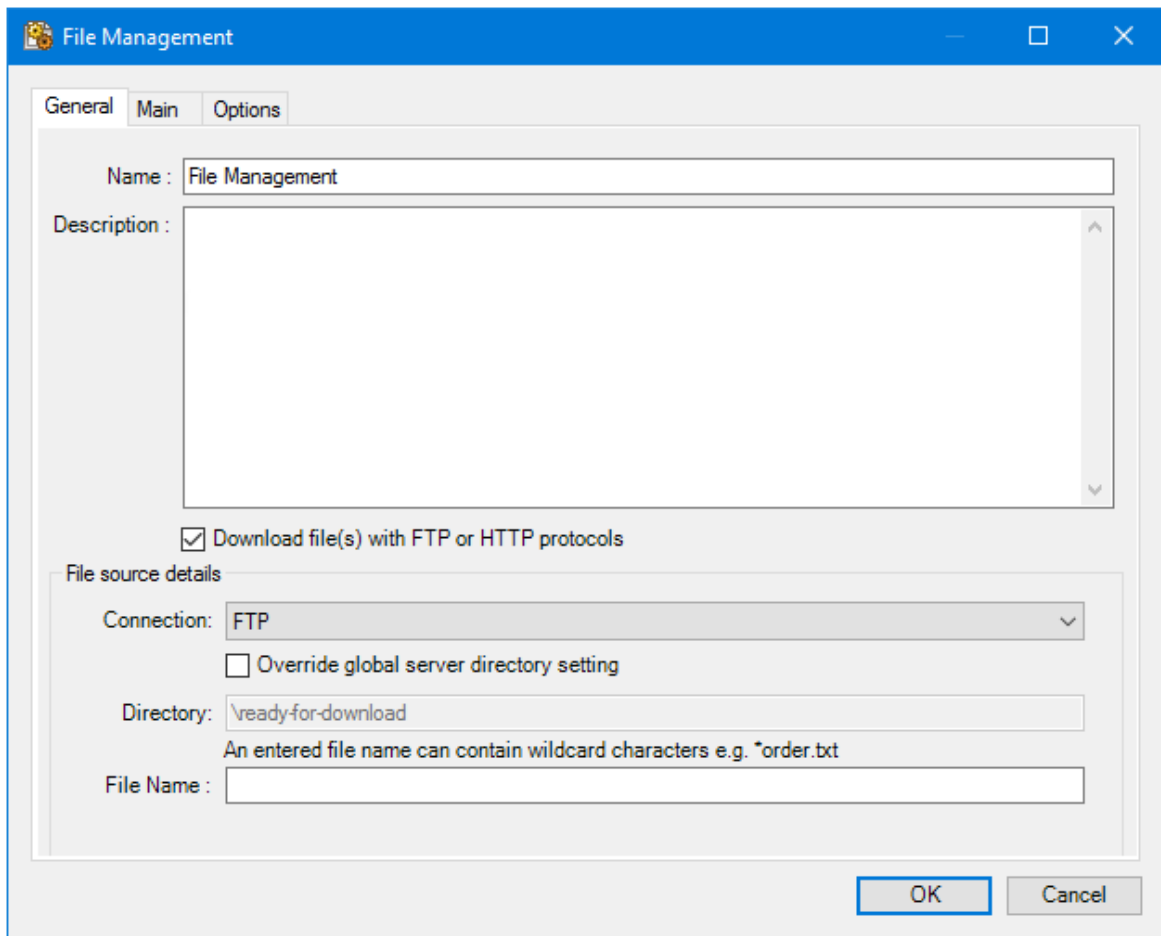 File Management
General Main Options
Name : File Management
Description :
Download file(s) with FTP or HTTP protocols
File source details
Connection: FTP
Override global server directory setting
Directory: \ready-for-download
An entered file name can contain wildcard characters e.g. *order.txt
File Name :
OK Cancel